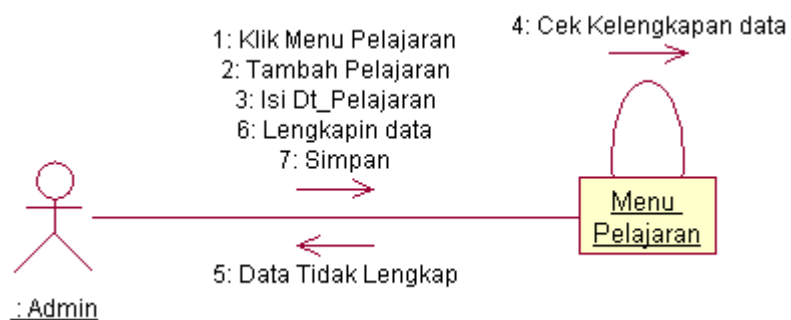 1: Klik Menu Pelajaran
2: Tambah Pelajaran
3: Isi Dt_Pelajaran
6: Lengkapin data
7: Simpan
4: Cek Kelengkapan data
Menu
Pelajaran
5: Data Tidak Lengkap
: Admin